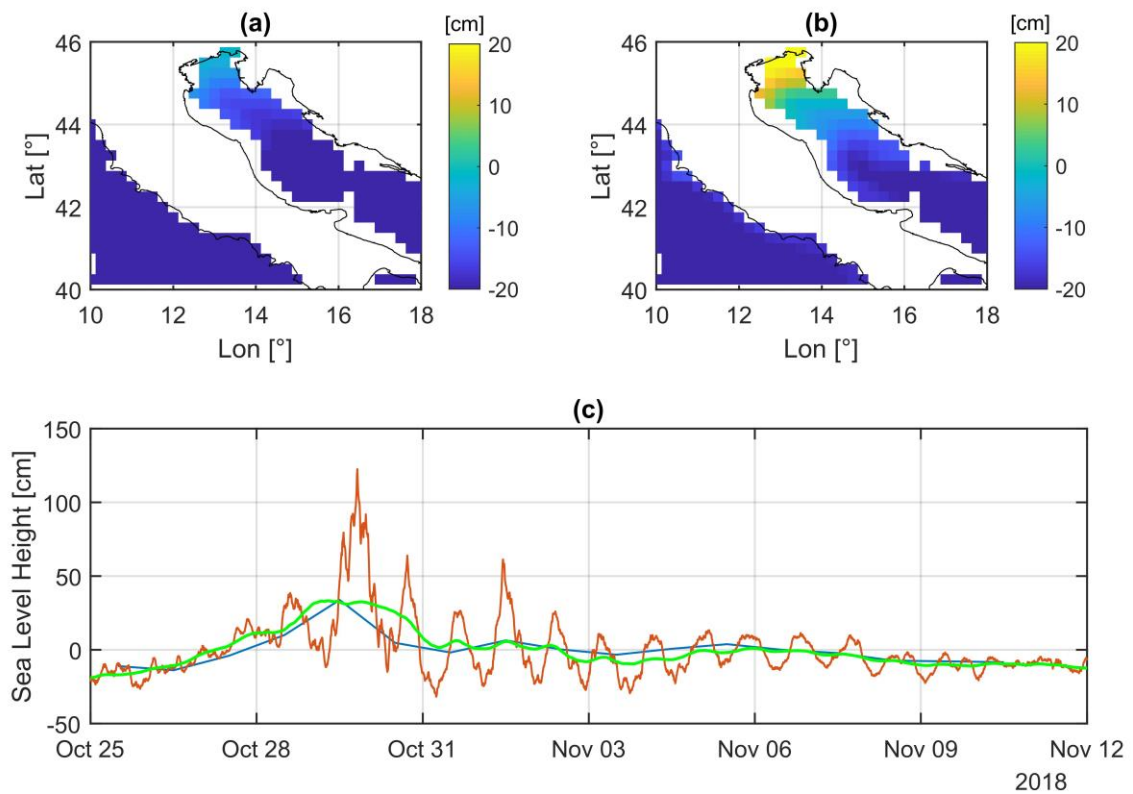 (a)
[cm]
46
44
42
40
Lat [°]
10 12 14 16 18
Lon [°]
20
10
0
-10
-20
(b)
[cm]
46
44
42
40
Lat [°]
10 12 14 16 18
Lon [°]
20
10
0
-10
-20
(c)
150
100
50
0
-50
Sea Level Height [cm]
Oct 25 Oct 28 Oct 31 Nov 03 Nov 06 Nov 09 Nov 12
2018